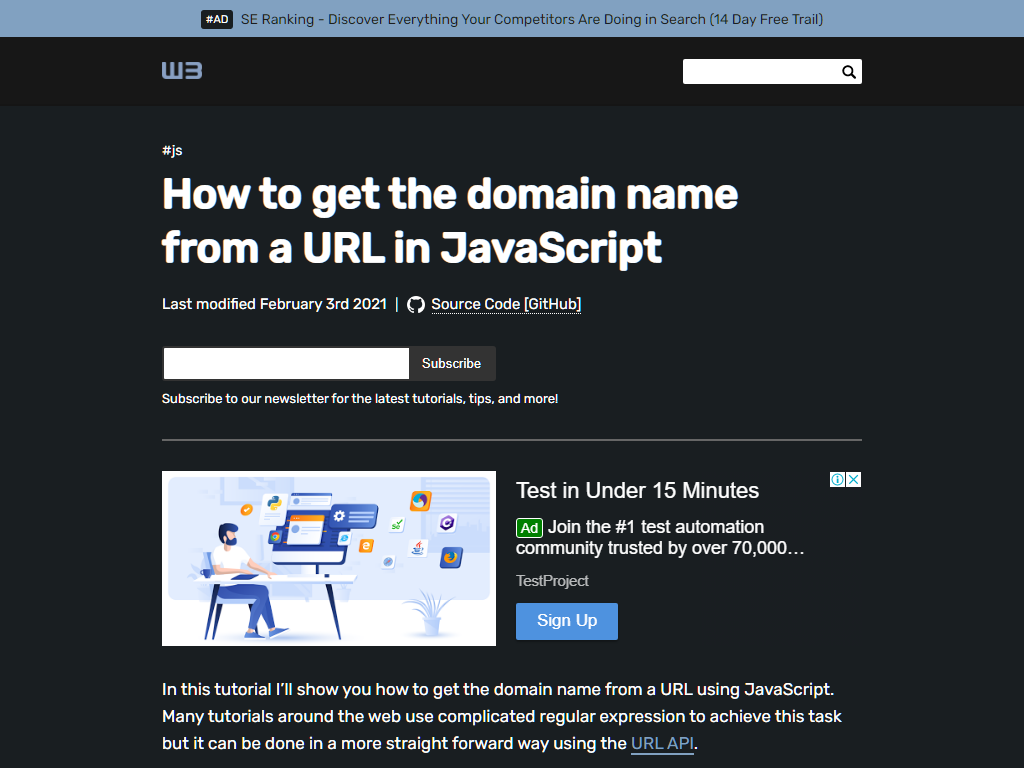 #AD SE Ranking - Discover Everything Your Competitors Are Doing in Search (14 Day Free Trail)
W3
#js
How to get the domain name
from a URL in JavaScript
Last modified February 3rd 2021 | Source Code [GitHub]
Subscribe
Subscribe to our newsletter for the latest tutorials, tips, and more!
Test in Under 15 Minutes
Ad Join the #1 test automation
community trusted by over 70,000...
TestProject
Sign Up
In this tutorial I'll show you how to get the domain name from a URL using JavaScript.
Many tutorials around the web use complicated regular expression to achieve this task
but it can be done in a more straight forward way using the URL API.